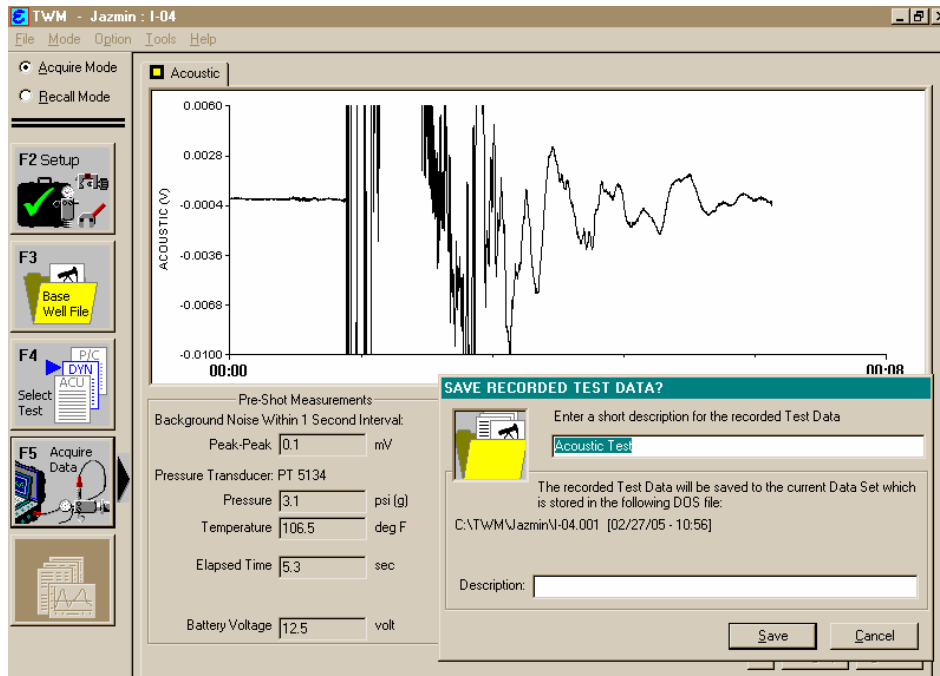 TWM - Jazmin : I-04
File Mode Option Tools Help
Acquire Mode
Recall Mode
F2 Setup
F3
Base
Well File
F4
P/C
DYN
ACU
Select
Test
F5 Acquire
Data
Acoustic
ACOUSTIC (V)
0.0060
0.0028
-0.0004
-0.0036
-0.0068
-0.0100
00:00
00:08
Pre-Shot Measurements
Background Noise Within 1 Second Interval:
Peak-Peak 0.1 mV
Pressure Transducer: PT 5134
Pressure 3.1 psi (g)
Temperature 106.5 deg F
Elapsed Time 5.3 sec
Battery Voltage 12.5 volt
SAVE RECORDED TEST DATA?
Enter a short description for the recorded Test Data
Acoustic Test
The recorded Test Data will be saved to the current Data Set which
is stored in the following DOS file:
C:\TWM\Jazmin\I-04.001 [02/27/05 - 10:56]
Description:
Save Cancel